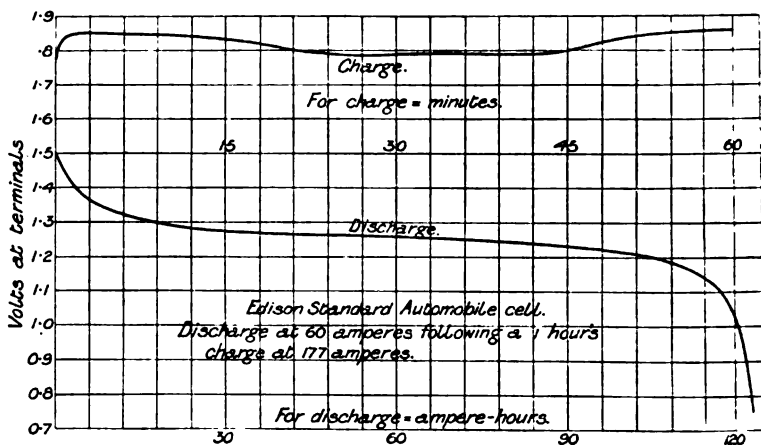 1.9
1.8
1.7
1.6
1.5
1.4
1.3
1.2
1.1
1.0
0.9
0.8
0.7
Volts at terminals
Charge.
For charge = minutes.
15 30 45 60
Discharge.
Edison Standard Automobile cell.
Discharge at 60 amperes following a 1 hour's
charge at 177 amperes.
For discharge = ampere-hours.
30 60 90 120